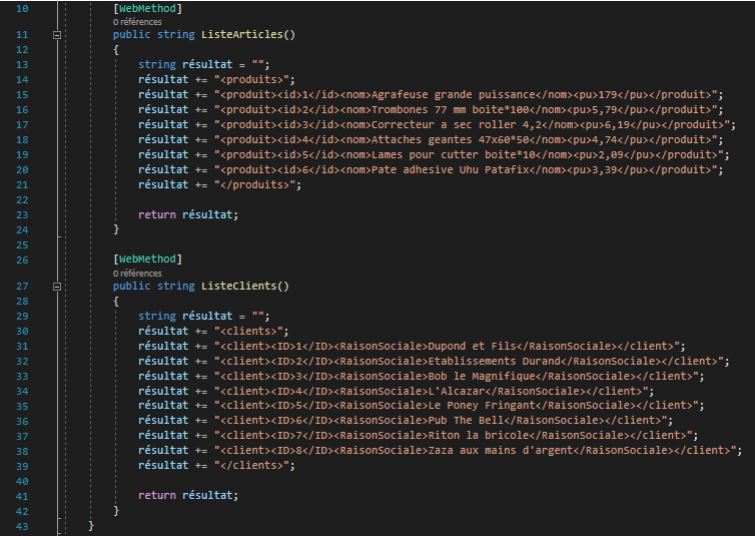 10 [WebMethod]
0 références
11 public string ListeArticles()
12 {
13 string résultat = "";
14 résultat += "<produits>";
15 résultat += "<produit><id>1</id><nom>Agrafeuse grande puissance</nom><pu>179</pu></produit>";
16 résultat += "<produit><id>2</id><nom>Trombones 77 mm boite*100</nom><pu>5,79</pu></produit>";
17 résultat += "<produit><id>3</id><nom>Correcteur a sec roller 4,2</nom><pu>6,19</pu></produit>";
18 résultat += "<produit><id>4</id><nom>Attaches geantes 47x60*50</nom><pu>4,74</pu></produit>";
19 résultat += "<produit><id>5</id><nom>Lames pour cutter boite*10</nom><pu>2,09</pu></produit>";
20 résultat += "<produit><id>6</id><nom>Pate adhesive Uhu Patafix</nom><pu>3,39</pu></produit>";
21 résultat += "</produits>";
22
23 return résultat;
24 }
25
26 [WebMethod]
0 références
27 public string ListeClients()
28 {
29 string résultat = "";
30 résultat += "<clients>";
31 résultat += "<client><ID>1</ID><RaisonSociale>Dupond et Fils</RaisonSociale></client>";
32 résultat += "<client><ID>2</ID><RaisonSociale>Etablissements Durand</RaisonSociale></client>";
33 résultat += "<client><ID>3</ID><RaisonSociale>Bob le Magnifique</RaisonSociale></client>";
34 résultat += "<client><ID>4</ID><RaisonSociale>L'Alcazar</RaisonSociale></client>";
35 résultat += "<client><ID>5</ID><RaisonSociale>Le Poney Fringant</RaisonSociale></client>";
36 résultat += "<client><ID>6</ID><RaisonSociale>Pub The Bell</RaisonSociale></client>";
37 résultat += "<client><ID>7</ID><RaisonSociale>Riton la bricole</RaisonSociale></client>";
38 résultat += "<client><ID>8</ID><RaisonSociale>Zaza aux mains d'argent</RaisonSociale></client>";
39 résultat += "</clients>";
40
41 return résultat;
42 }
43 }